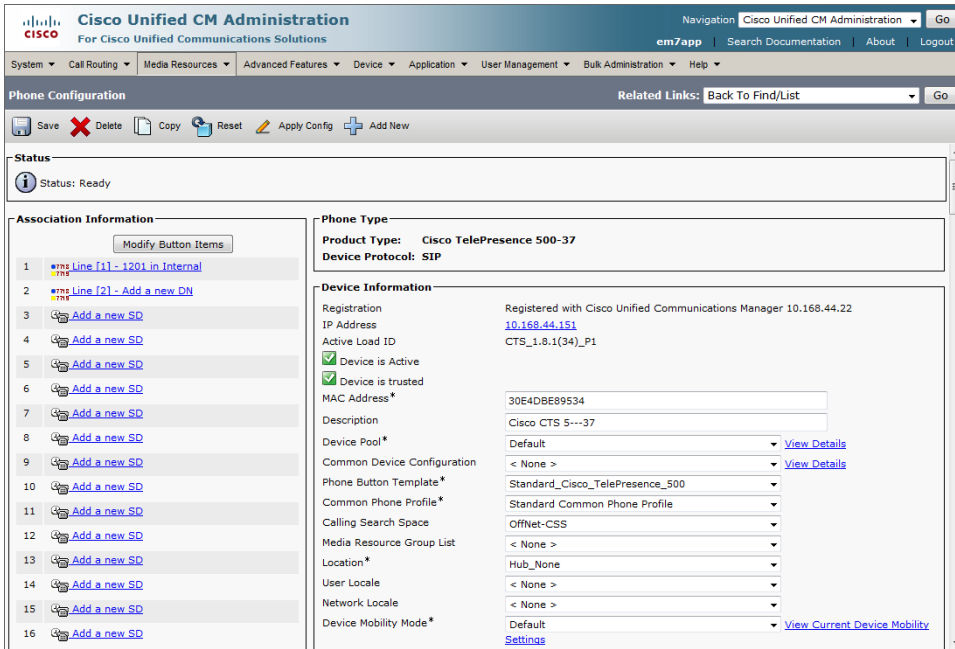 Cisco Unified CM Administration
For Cisco Unified Communications Solutions
CISCO
Navigation Cisco Unified CM Administration Go
em7app | Search Documentation | About | Logout
System Call Routing Media Resources Advanced Features Device Application User Management Bulk Administration Help
Phone Configuration
Related Links: Back To Find/List Go
Save Delete Copy Reset Apply Config Add New
Status
Status: Ready
Association Information
Modify Button Items
1 Line [1] - 1201 in Internal
2 Line [2] - Add a new DN
3 Add a new SD
4 Add a new SD
5 Add a new SD
6 Add a new SD
7 Add a new SD
8 Add a new SD
9 Add a new SD
10 Add a new SD
11 Add a new SD
12 Add a new SD
13 Add a new SD
14 Add a new SD
15 Add a new SD
16 Add a new SD
Phone Type
Product Type: Cisco TelePresence 500-37
Device Protocol: SIP
Device Information
Registration Registered with Cisco Unified Communications Manager 10.168.44.22
IP Address 10.168.44.151
Active Load ID CTS_1.8.1(34)_P1
Device is Active
Device is trusted
MAC Address* 30E4DBE89534
Description Cisco CTS 5---37
Device Pool* Default View Details
Common Device Configuration < None > View Details
Phone Button Template* Standard_Cisco_TelePresence_500
Common Phone Profile* Standard Common Phone Profile
Calling Search Space OffNet-CSS
Media Resource Group List < None >
Location* Hub_None
User Locale < None >
Network Locale < None >
Device Mobility Mode* Default View Current Device Mobility
Settings